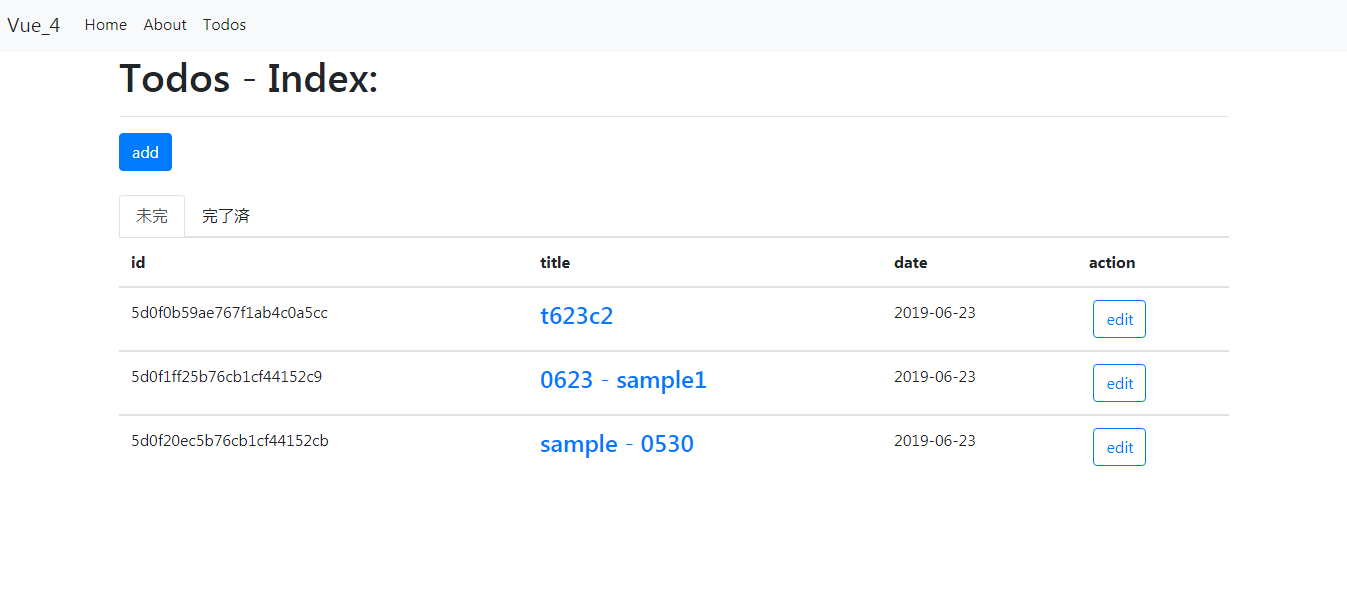 Vue_4 Home About Todos
Todos - Index:
add
未完 完了済
id title date action
5d0f0b59ae767f1ab4c0a5cc t623c2 2019-06-23 edit
5d0f1ff25b76cb1cf44152c9 0623 - sample1 2019-06-23 edit
5d0f20ec5b76cb1cf44152cb sample - 0530 2019-06-23 edit